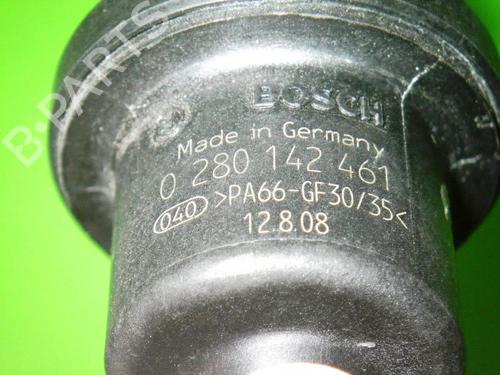 BOSCH
Made in Germany
0 280 142 461
040 >PA66-GF30/35<
12.8.08
B-PARTS